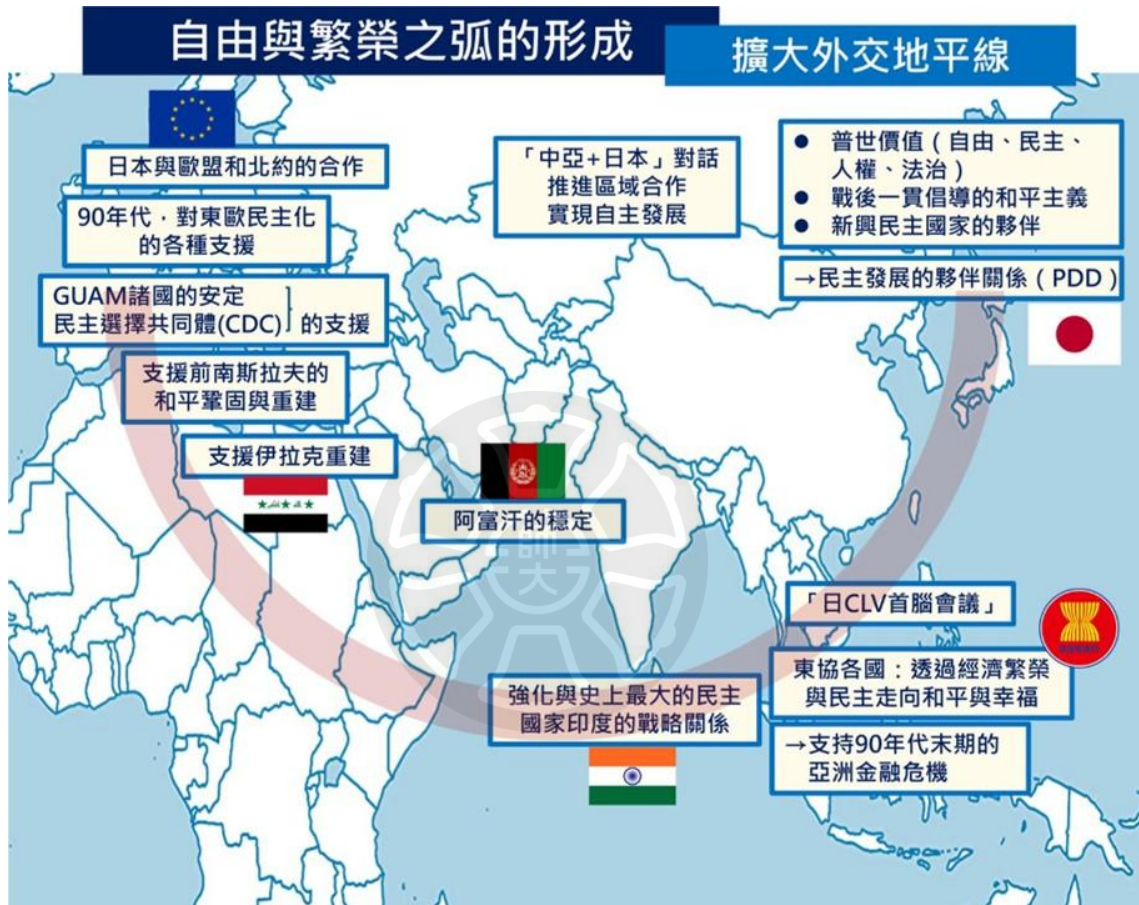 自由與繁榮之弧的形成
擴大外交地平線
日本與歐盟和北約的合作
90年代，對東歐民主化
的各種支援
GUAM諸國的安定
民主選擇共同體(CDC)
的支援
支援前南斯拉夫的
和平鞏固與重建
支援伊拉克重建
「中亞+日本」對話
推進區域合作
實現自主發展
● 普世價值（自由、民主、
人權、法治）
● 戰後一貫倡導的和平主義
● 新興民主國家的夥伴
→民主發展的夥伴關係（PDD）
阿富汗的穩定
「日CLV首腦會議」
東協各國：透過經濟繁榮
與民主走向和平與幸福
→支持90年代末期的
亞洲金融危機
強化與史上最大的民主
國家印度的戰略關係